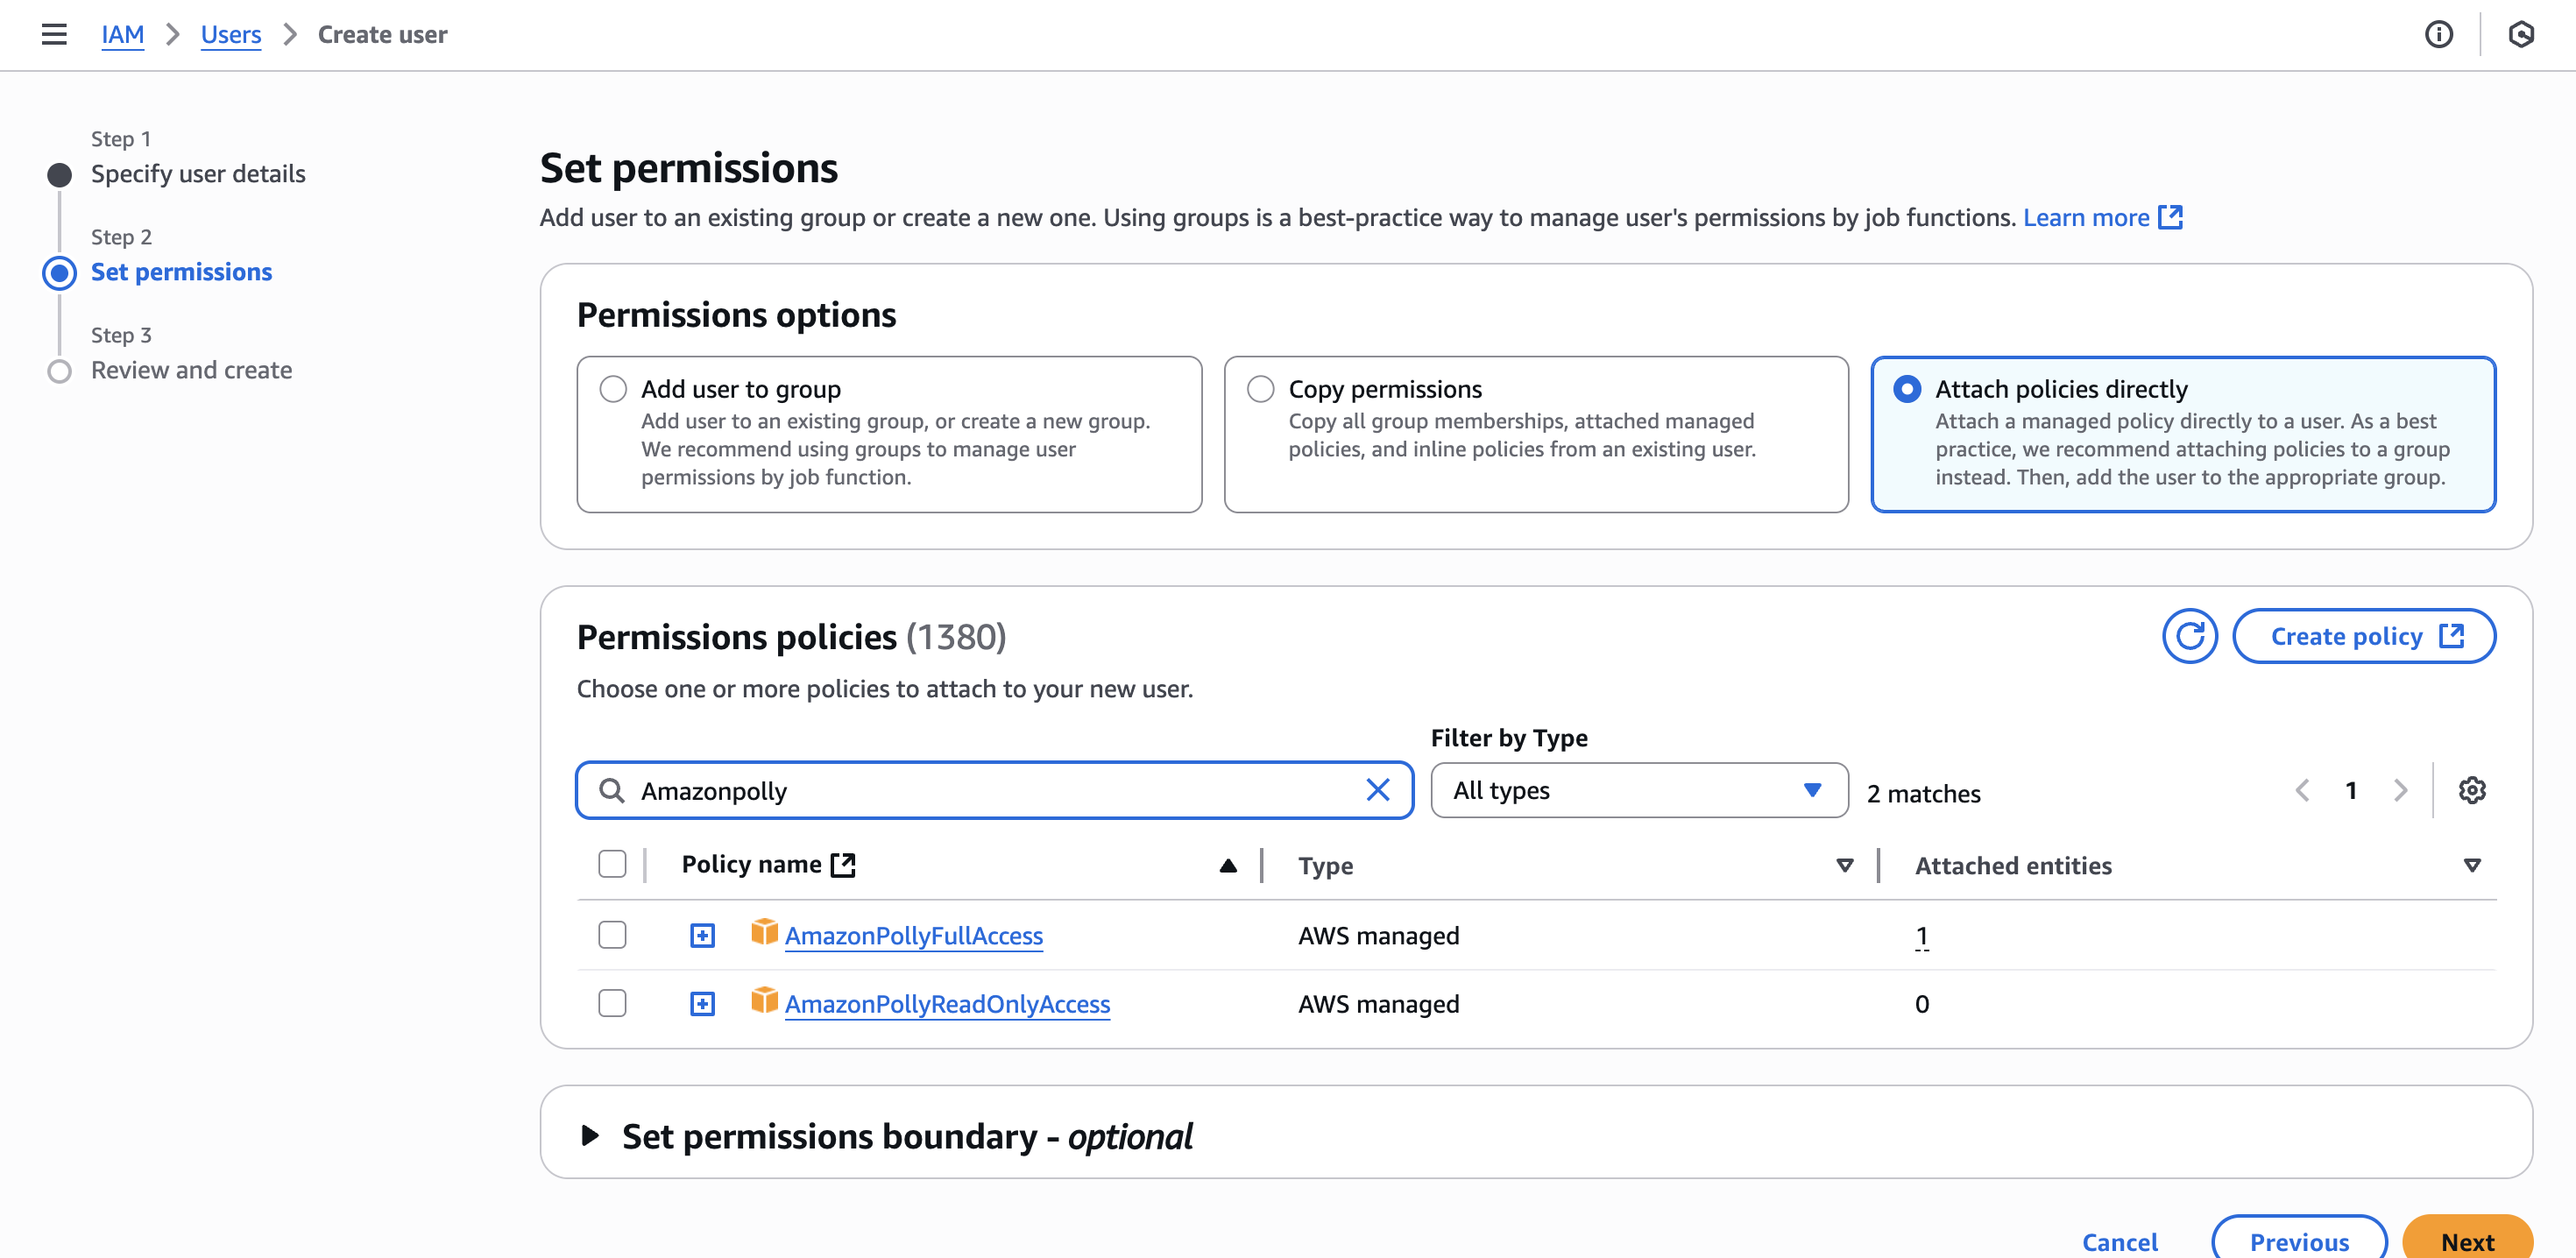 IAM > Users > Create user
Step 1
Specify user details
Step 2
Set permissions
Step 3
Review and create
Set permissions
Add user to an existing group or create a new one. Using groups is a best-practice way to manage user's permissions by job functions. Learn more
Permissions options
Add user to group
Add user to an existing group, or create a new group.
We recommend using groups to manage user
permissions by job function.
Copy permissions
Copy all group memberships, attached managed
policies, and inline policies from an existing user.
Attach policies directly
Attach a managed policy directly to a user. As a best
practice, we recommend attaching policies to a group
instead. Then, add the user to the appropriate group.
Permissions policies (1380)
Create policy
Choose one or more policies to attach to your new user.
Filter by Type
Amazonpolly
All types
2 matches
1
Policy name
Type
Attached entities
AmazonPollyFullAccess
AWS managed
1
AmazonPollyReadOnlyAccess
AWS managed
0
Set permissions boundary - optional
Cancel
Previous
Next